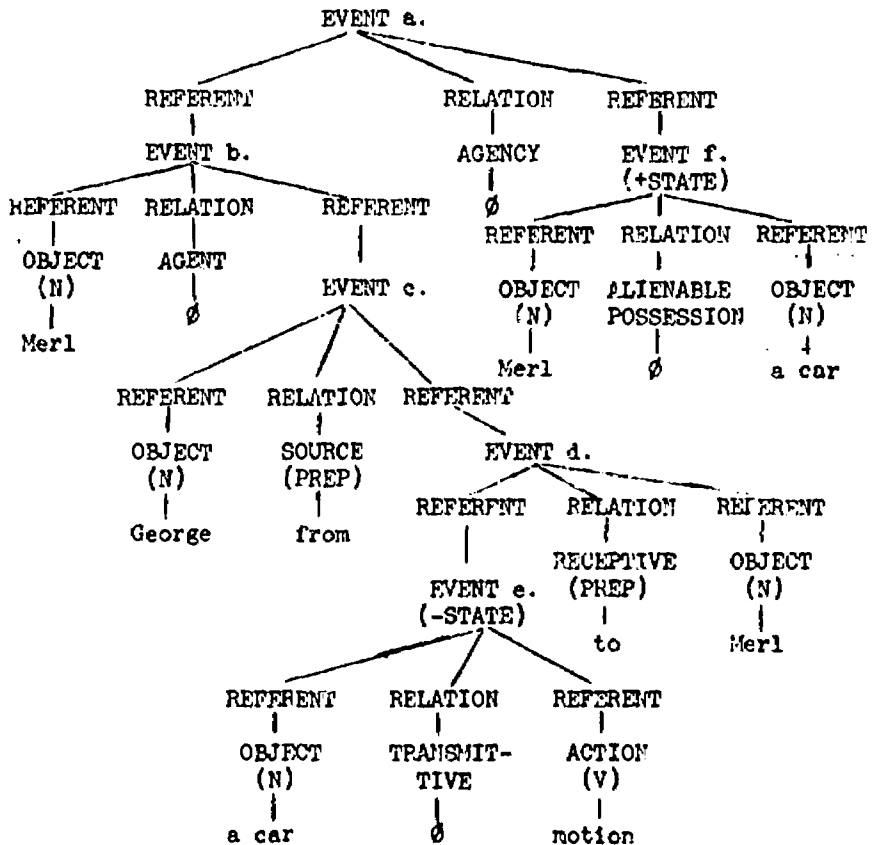 EVENT a.
REFERENT RELATION REFERENT
EVENT b. AGENCY EVENT f.
(+STATE)
Ø
REFERENT RELATION REFERENT
REFERENT RELATION REFERENT
OBJECT AGENT
(N)
EVENT c.
OBJECT ALIENABLE OBJECT
(N) POSSESSION (N)
Ø
Merl
Merl Ø a car
REFERENT RELATION REFERENT
OBJECT SOURCE EVENT d.
(N) (PREP)
REFERENT RELATION REFERENT
George from
RECEPTIVE OBJECT
EVENT e. (PREP) (N)
(-STATE)
to Merl
REFERENT RELATION REFERENT
OBJECT TRANSMIT- ACTION
(N) TIVE (V)
a car Ø motion